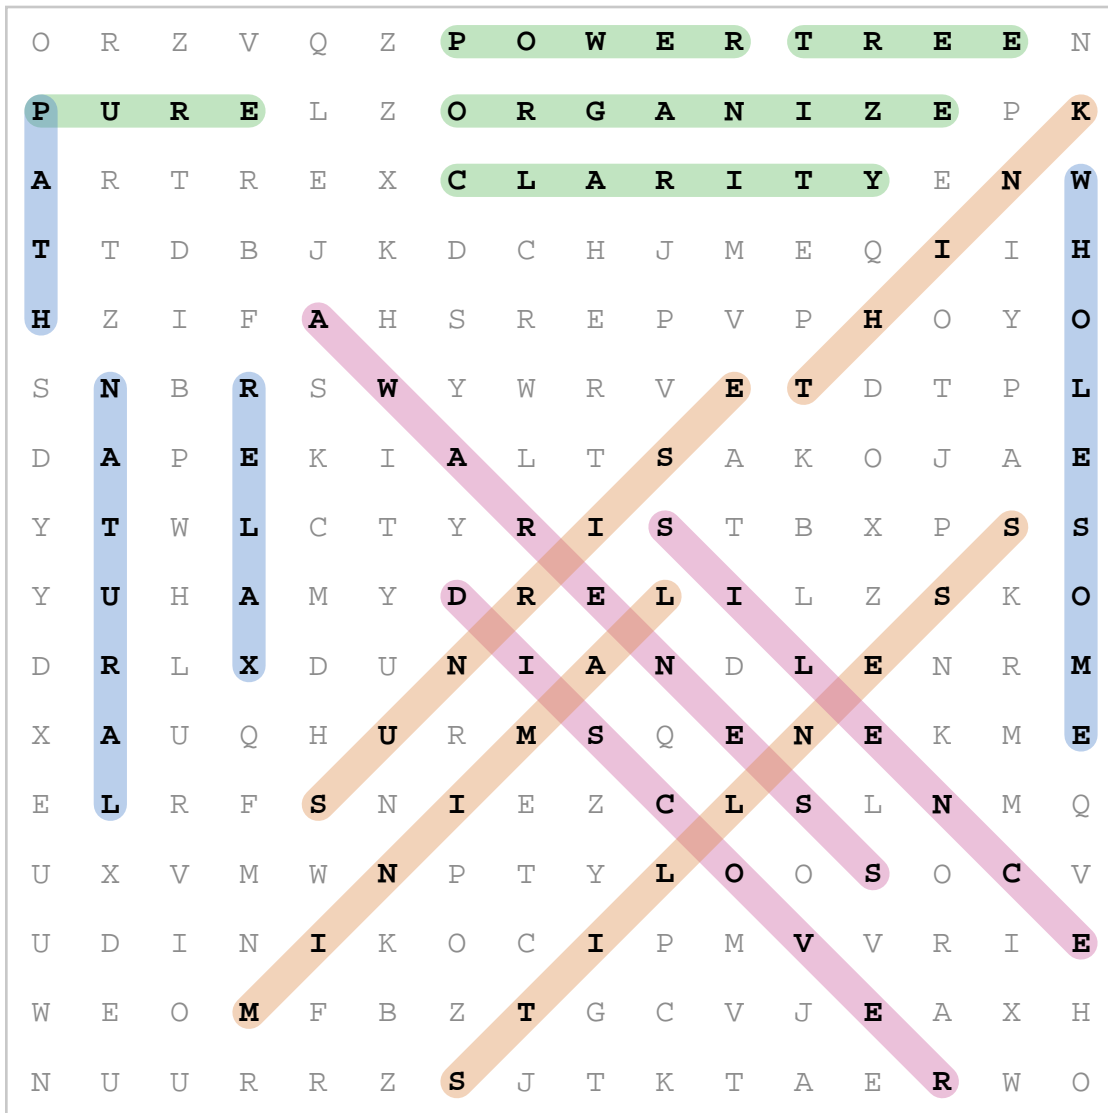 O R Z V Q Z P O W E R T R E E N
P U R E L Z O R G A N I Z E P K
A R T R E X C L A R I T Y E N W
T T D B J K D C H J M E Q I I H
H Z I F A H S R E P V P H O Y O
S N B R S W Y W R V E T D T P L
D A P E K I A L T S A K O J A E
Y T W L C T Y R I S T B X P S S
Y U H A M Y D R E L I L Z S K O
D R L X D U N I A N D L E N R M
X A U Q H U R M S Q E N E K M E
E L R F S N I E Z C L S L N M Q
U X V M W N P T Y L O O S O C V
U D I N I K O C I P M V V R I E
W E O M F B Z T G C V J E A X H
N U U R R Z S J T K T A E R W O